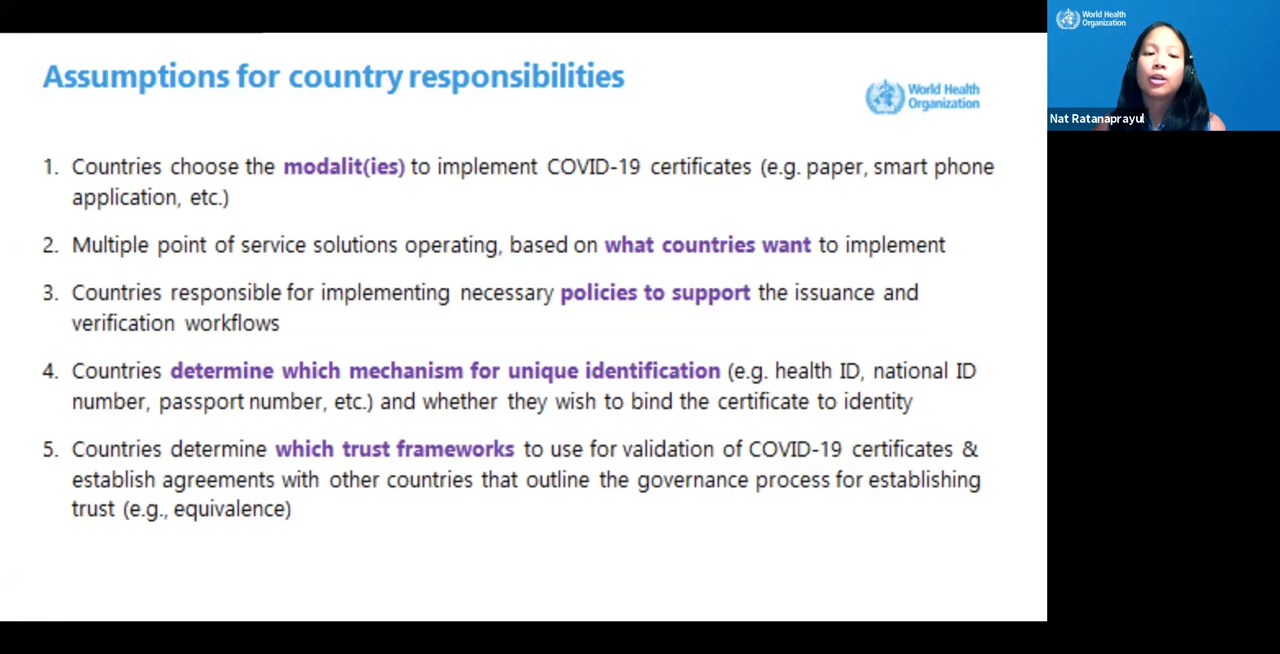 Assumptions for country responsibilities
World Health
Organization
1. Countries choose the modalit(ies) to implement COVID-19 certificates (e.g. paper, smart phone
application, etc.)
2. Multiple point of service solutions operating, based on what countries want to implement
3. Countries responsible for implementing necessary policies to support the issuance and
verification workflows
4. Countries determine which mechanism for unique identification (e.g. health ID, national ID
number, passport number, etc.) and whether they wish to bind the certificate to identity
5. Countries determine which trust frameworks to use for validation of COVID-19 certificates &
establish agreements with other countries that outline the governance process for establishing
trust (e.g., equivalence)
World Health
Organization
Nat Ratanaprayul